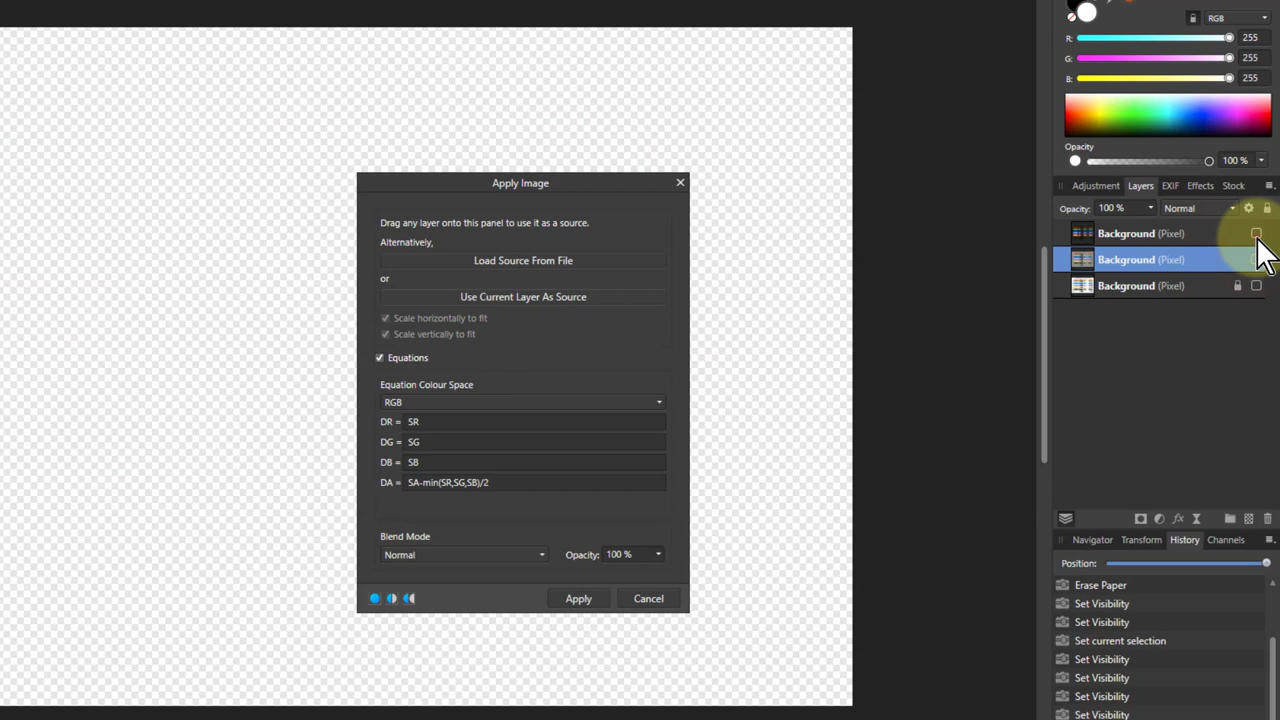 RGB
R: 255
G: 255
B: 255
Opacity
100 %
Adjustment Layers EXIF Effects Stock
Opacity: 100 % Normal
Background (Pixel)
Background (Pixel)
Background (Pixel)
Apply Image
Drag any layer onto this panel to use it as a source.
Alternatively,
Load Source From File
or
Use Current Layer As Source
Scale horizontally to fit
Scale vertically to fit
Equations
Equation Colour Space
RGB
DR = SR
DG = SG
DB = SB
DA = SA-min(SR,SG,SB)/2
Blend Mode
Normal Opacity: 100 %
Apply Cancel
fx
Navigator Transform History Channels
Position:
Erase Paper
Set Visibility
Set Visibility
Set current selection
Set Visibility
Set Visibility
Set Visibility
Set Visibility